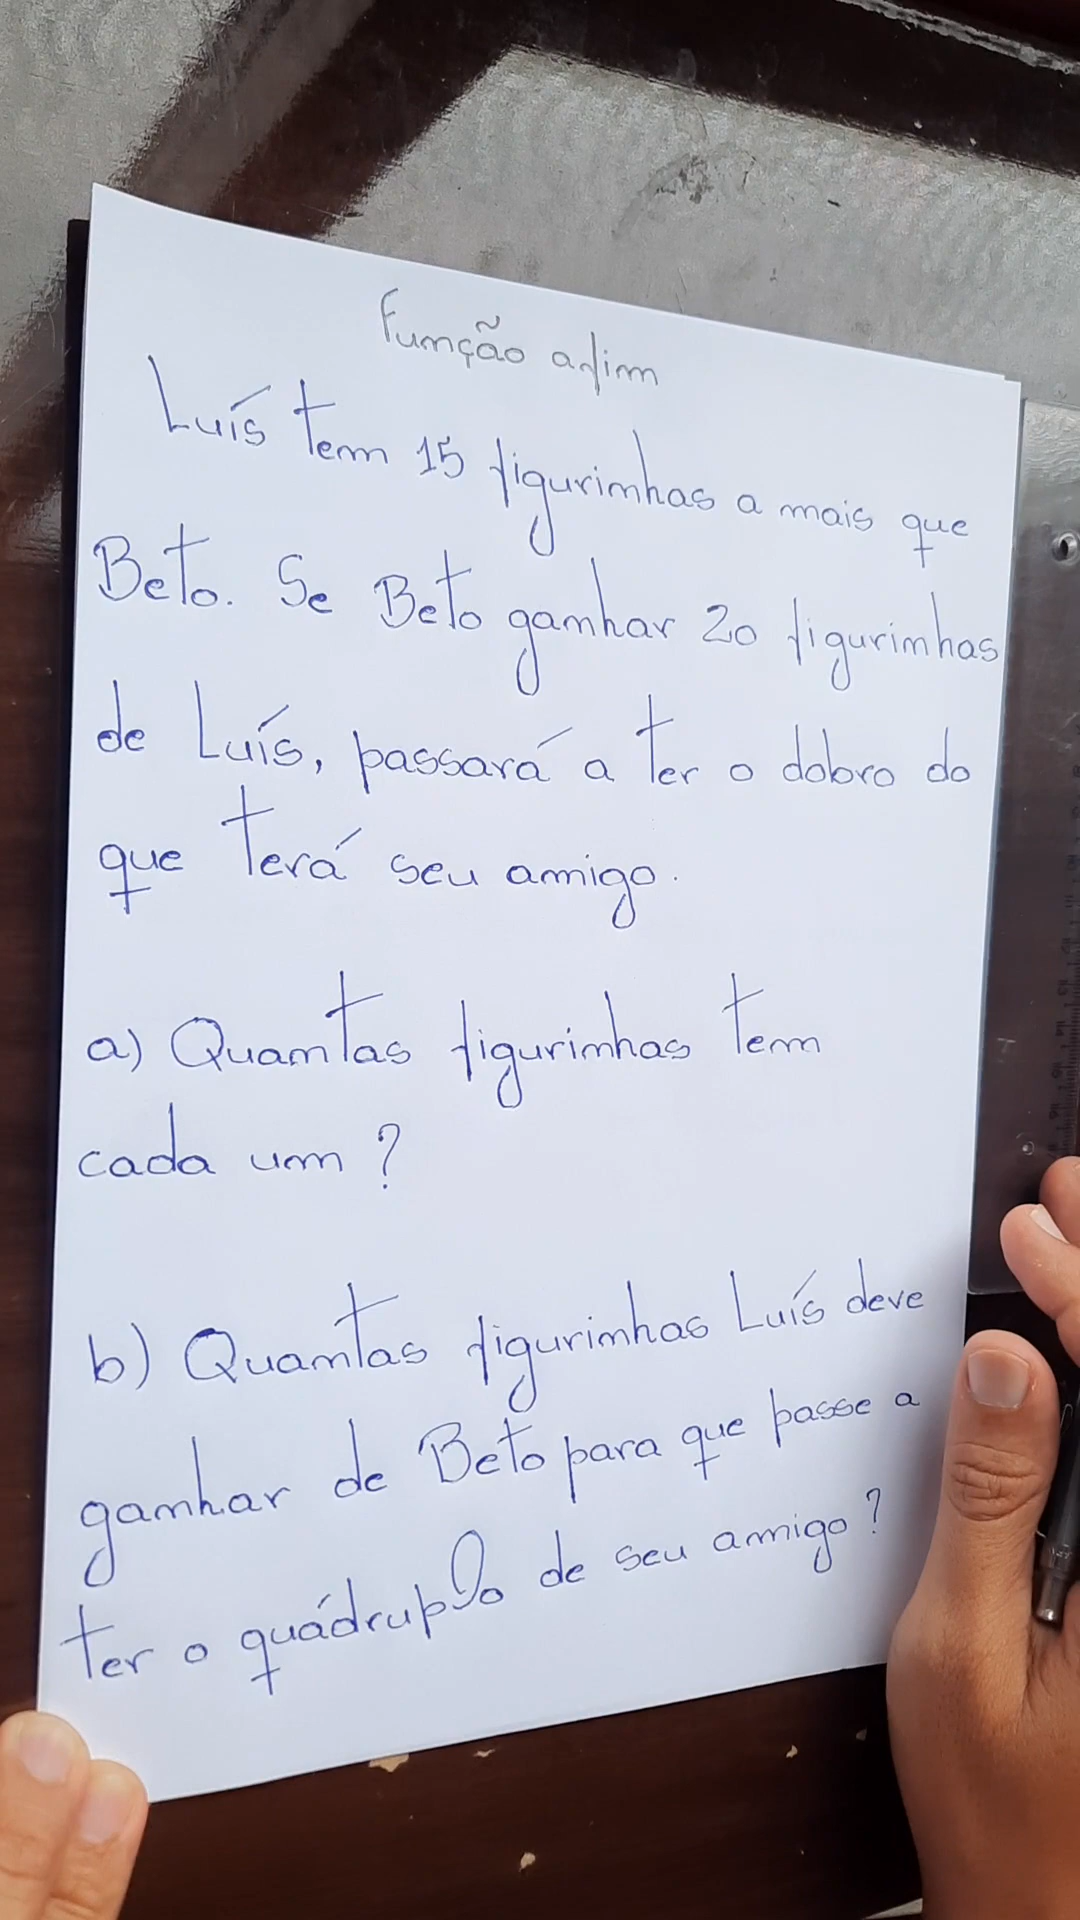 Função afim
Luís tem 15 figurinhas a mais que
Beto. Se Beto ganhar 20 figurinhas
de Luís, passará a ter o dobro do
que terá seu amigo.
a) Quantas figurinhas tem
cada um?
b) Quantas figurinhas Luís deve
ganhar de Beto para que passe a
ter o quádruplo de seu amigo?